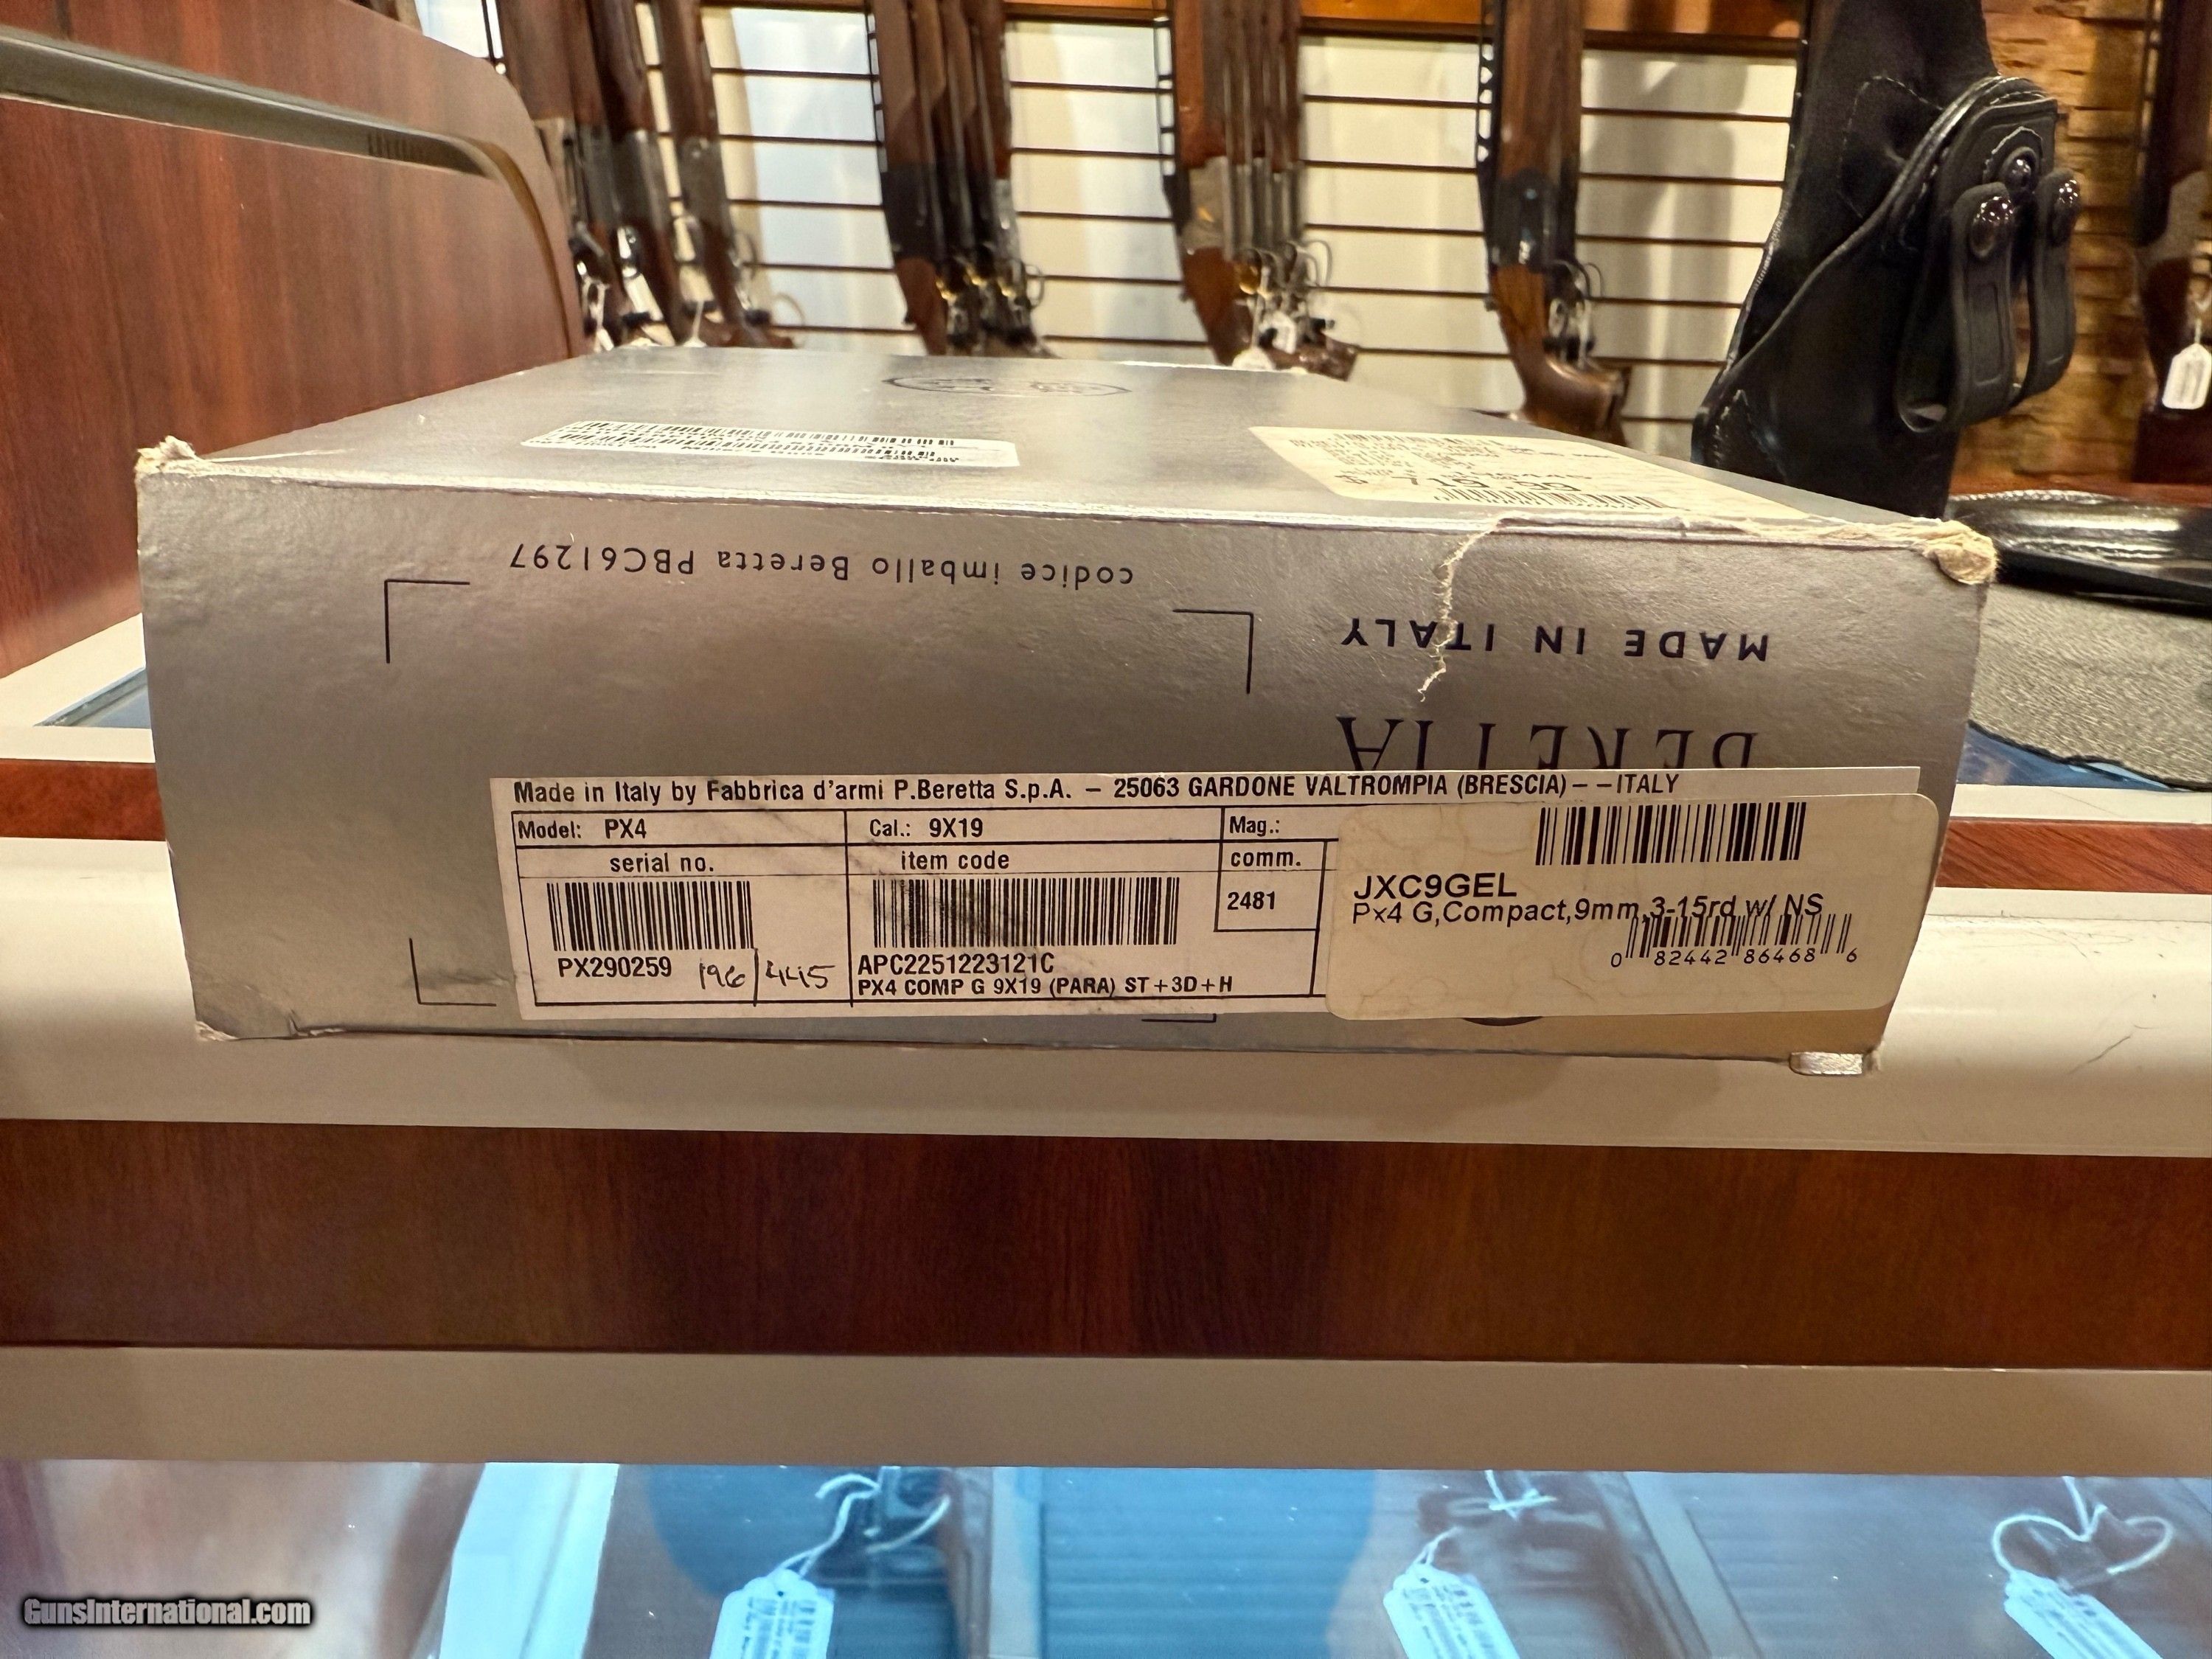 codice imballo Beretta PBC61297
MADE IN ITALY
BERETTA
Made in Italy by Fabbrica d'armi P.Beretta S.p.A. – 25063 GARDONE VALTROMPIA (BRESCIA) – –ITALY
Model: PX4
Cal.: 9X19
Mag.:
serial no.
item code
comm.
2481
PX290259
196/445
APC2251223121C
PX4 COMP G 9X19 (PARA) ST+3D+H
JXC9GEL
Px4 G,Compact,9mm,3-15rd w/ NS
0 82442 86468 6
GunsInternational.com